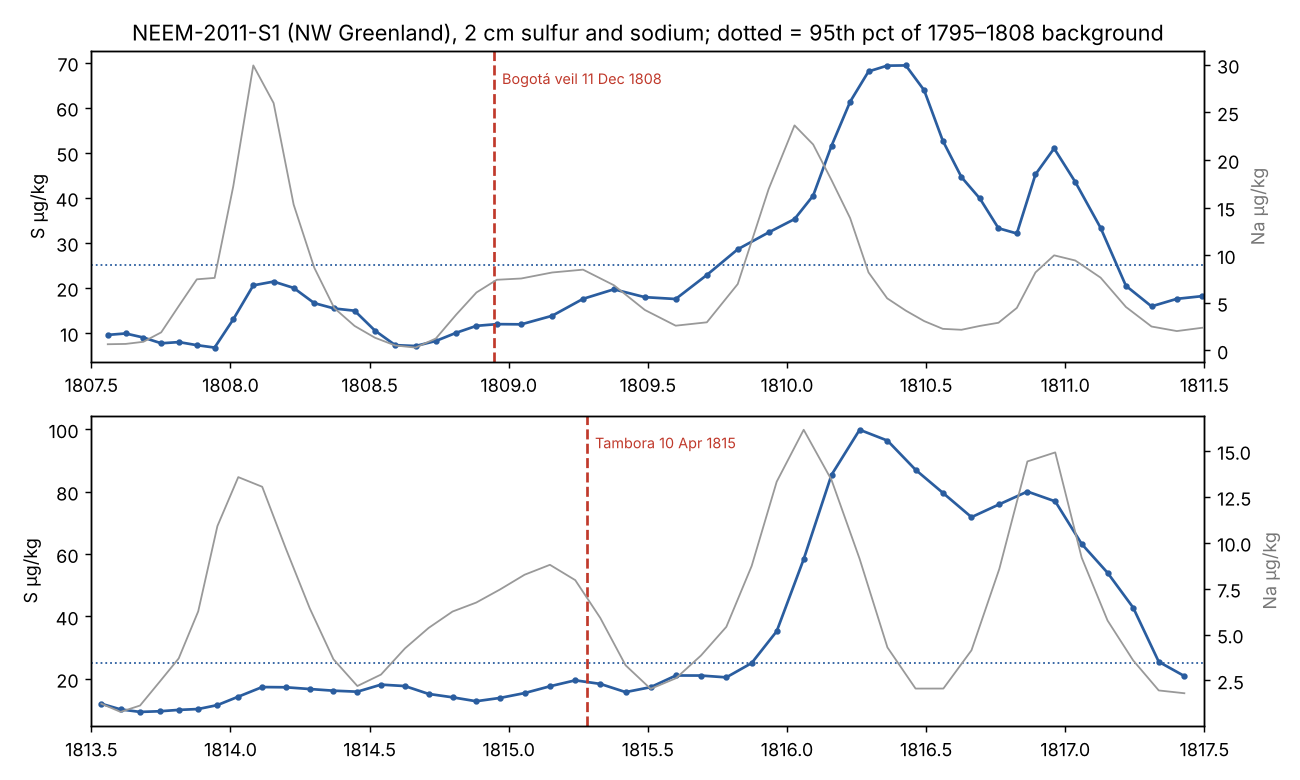 NEEM-2011-S1 (NW Greenland), 2 cm sulfur and sodium; dotted = 95th pct of 1795–1808 background
70
60
50
40
30
20
10
S µg/kg
Bogotá veil 11 Dec 1808
30
25
20
15
10
5
0
Na µg/kg
1807.5 1808.0 1808.5 1809.0 1809.5 1810.0 1810.5 1811.0 1811.5
100
80
60
40
20
S µg/kg
Tambora 10 Apr 1815
15.0
12.5
10.0
7.5
5.0
2.5
Na µg/kg
1813.5 1814.0 1814.5 1815.0 1815.5 1816.0 1816.5 1817.0 1817.5